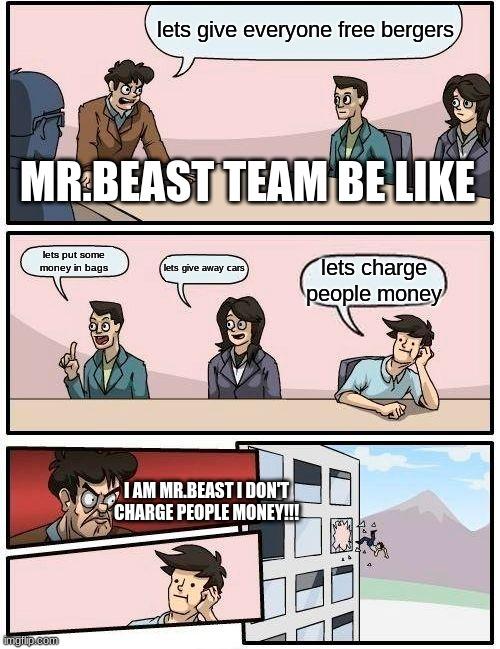 lets give everyone free bergers
MR.BEAST TEAM BE LIKE
lets put some
money in bags
lets give away cars
lets charge
people money
I AM MR.BEAST I DON'T
CHARGE PEOPLE MONEY!!!
imgflip.com